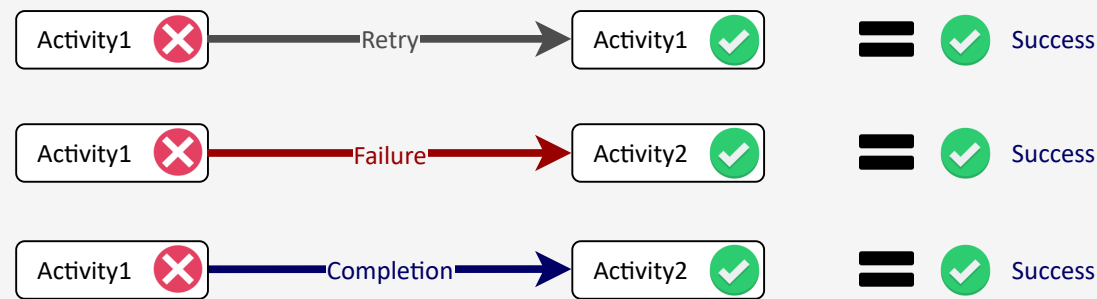 Activity1 Retry Activity1 Success
Activity1 Failure Activity2 Success
Activity1 Completion Activity2 Success